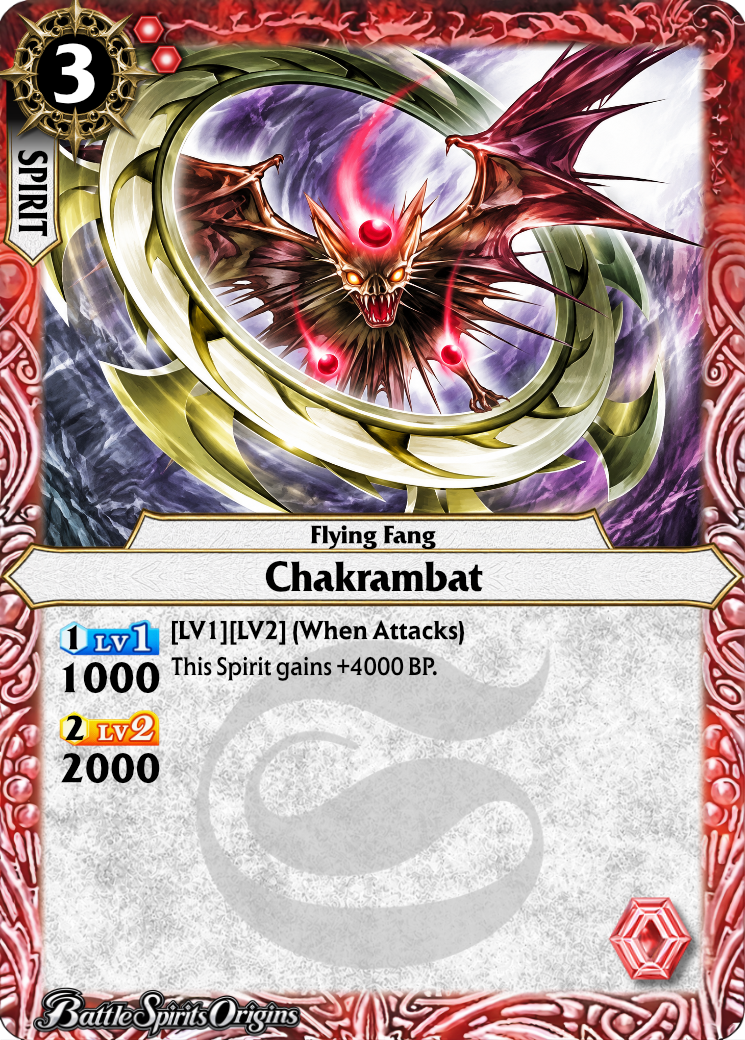 3
SPIRIT
Flying Fang
Chakrambat
1 LV1
1000
2 LV2
2000
[LV1][LV2] (When Attacks)
This Spirit gains +4000 BP.
Battle Spirits Origins